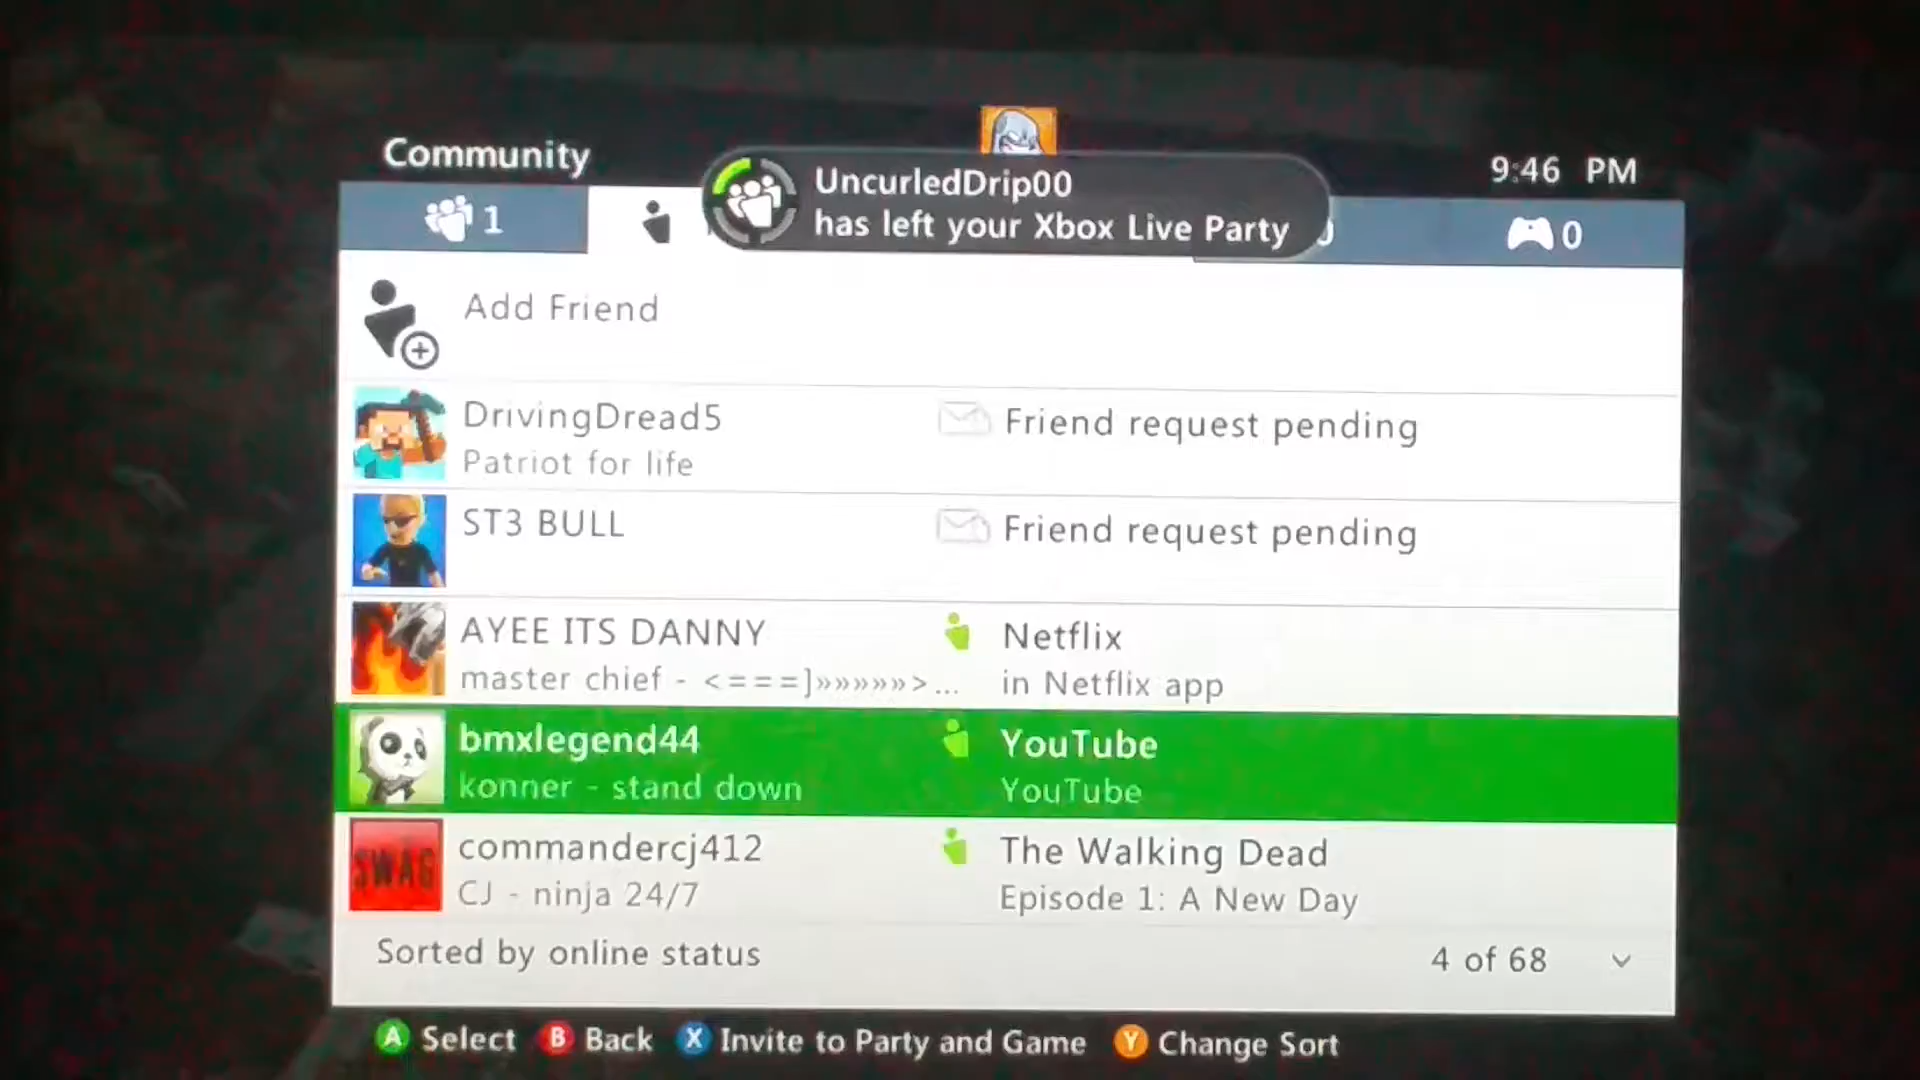 Community
UncurledDrip00
has left your Xbox Live Party
9:46 PM
1
0
Add Friend
DrivingDread5
Friend request pending
Patriot for life
ST3 BULL
Friend request pending
AYEE ITS DANNY
Netflix
master chief - <===]»»»»»»>...
in Netflix app
bmxlegend44
YouTube
konner - stand down
YouTube
SWAG
commandercj412
The Walking Dead
CJ - ninja 24/7
Episode 1: A New Day
Sorted by online status
4 of 68
A Select B Back X Invite to Party and Game Y Change Sort